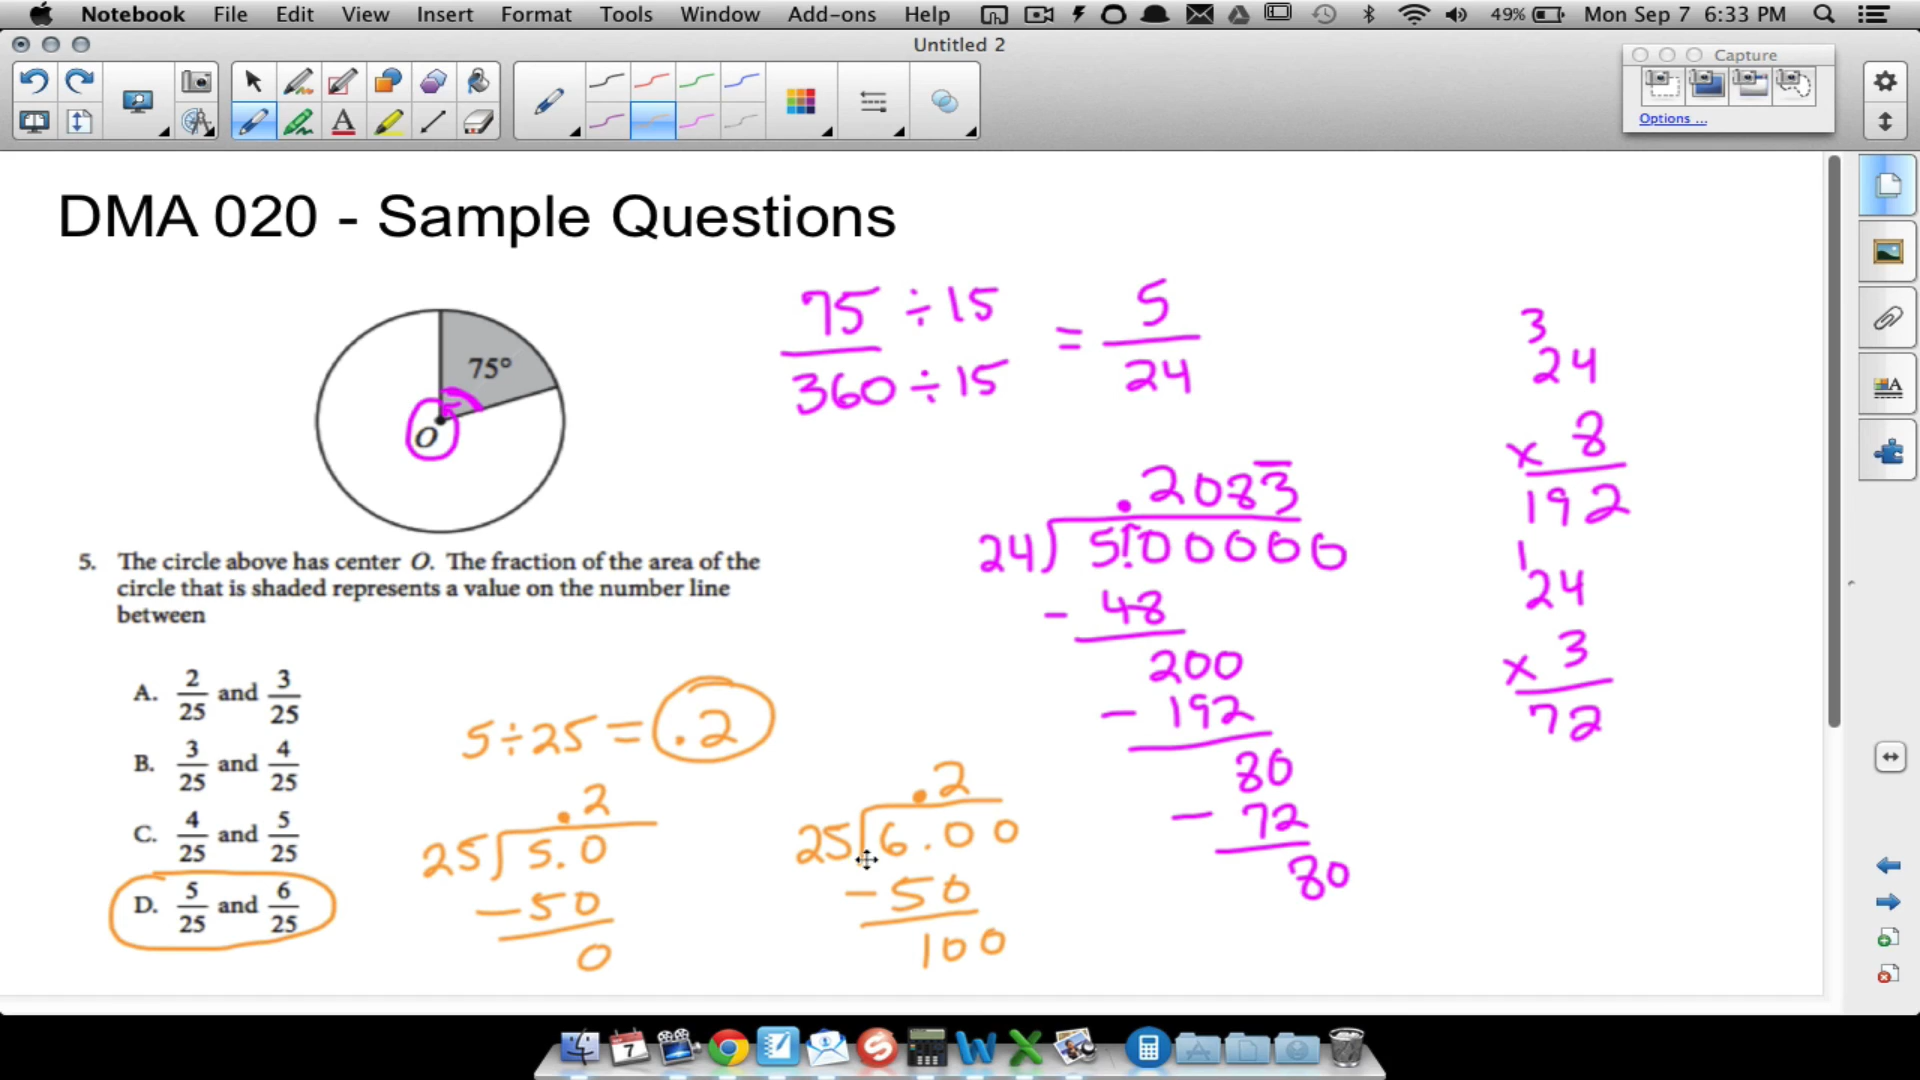 Notebook File Edit View Insert Format Tools Window Add-ons Help 49% Mon Sep 7 6:33 PM
Untitled 2
Capture
Options ...
DMA 020 - Sample Questions
75°
O
5. The circle above has center O. The fraction of the area of the
circle that is shaded represents a value on the number line
between
A. 2/25 and 3/25
B. 3/25 and 4/25
C. 4/25 and 5/25
D. 5/25 and 6/25
75 ÷ 15
360 ÷ 15
= 5/24
.2083̅
24 5.00000
- 48
200
- 192
80
- 72
80
3
24
x 8
192
1
24
x 3
72
5 ÷ 25 = .2
.2
25 5.0
- 50
0
.2
25 6.00
- 50
100
7